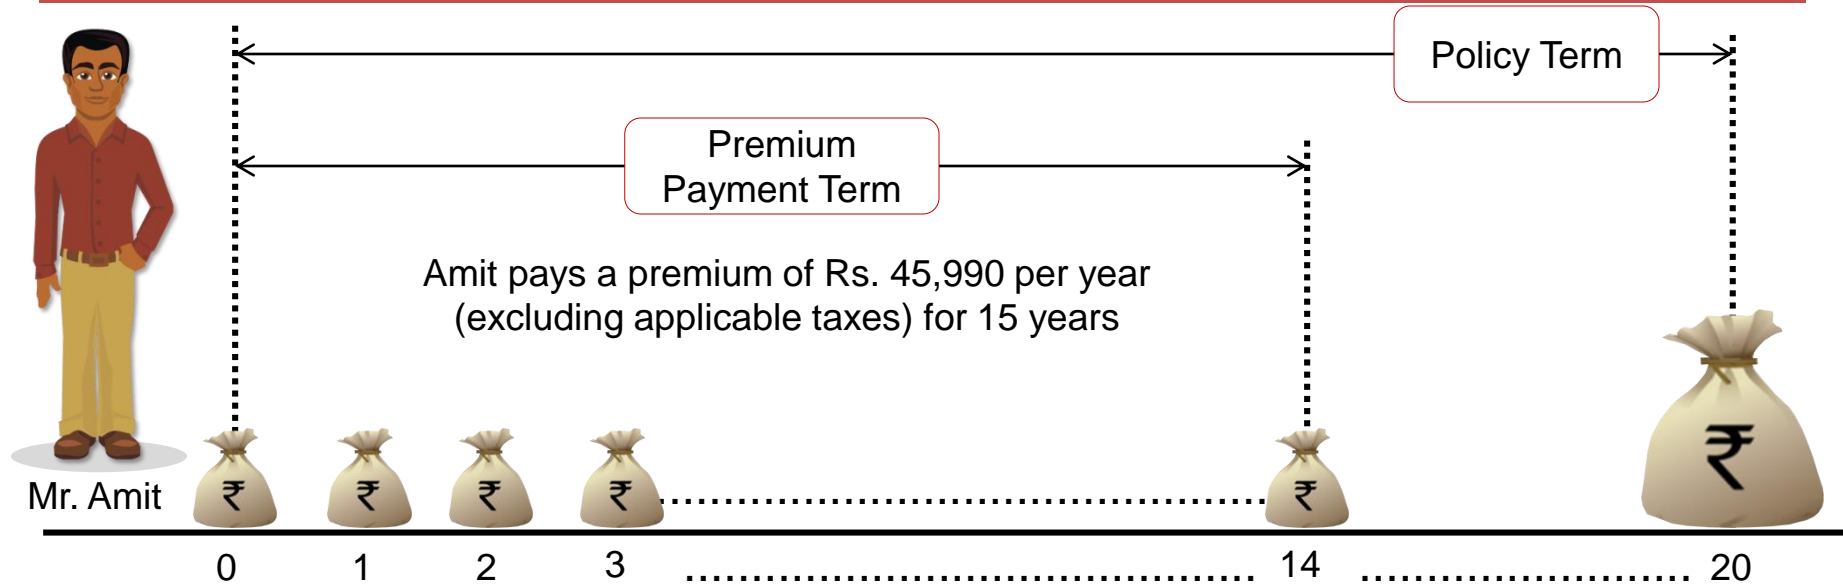 Policy Term
Premium
Payment Term
Amit pays a premium of Rs. 45,990 per year
(excluding applicable taxes) for 15 years
₹ ₹ ₹ ₹ ₹ ₹
Mr. Amit
0 1 2 3 ........................................ 14 ........................ 20